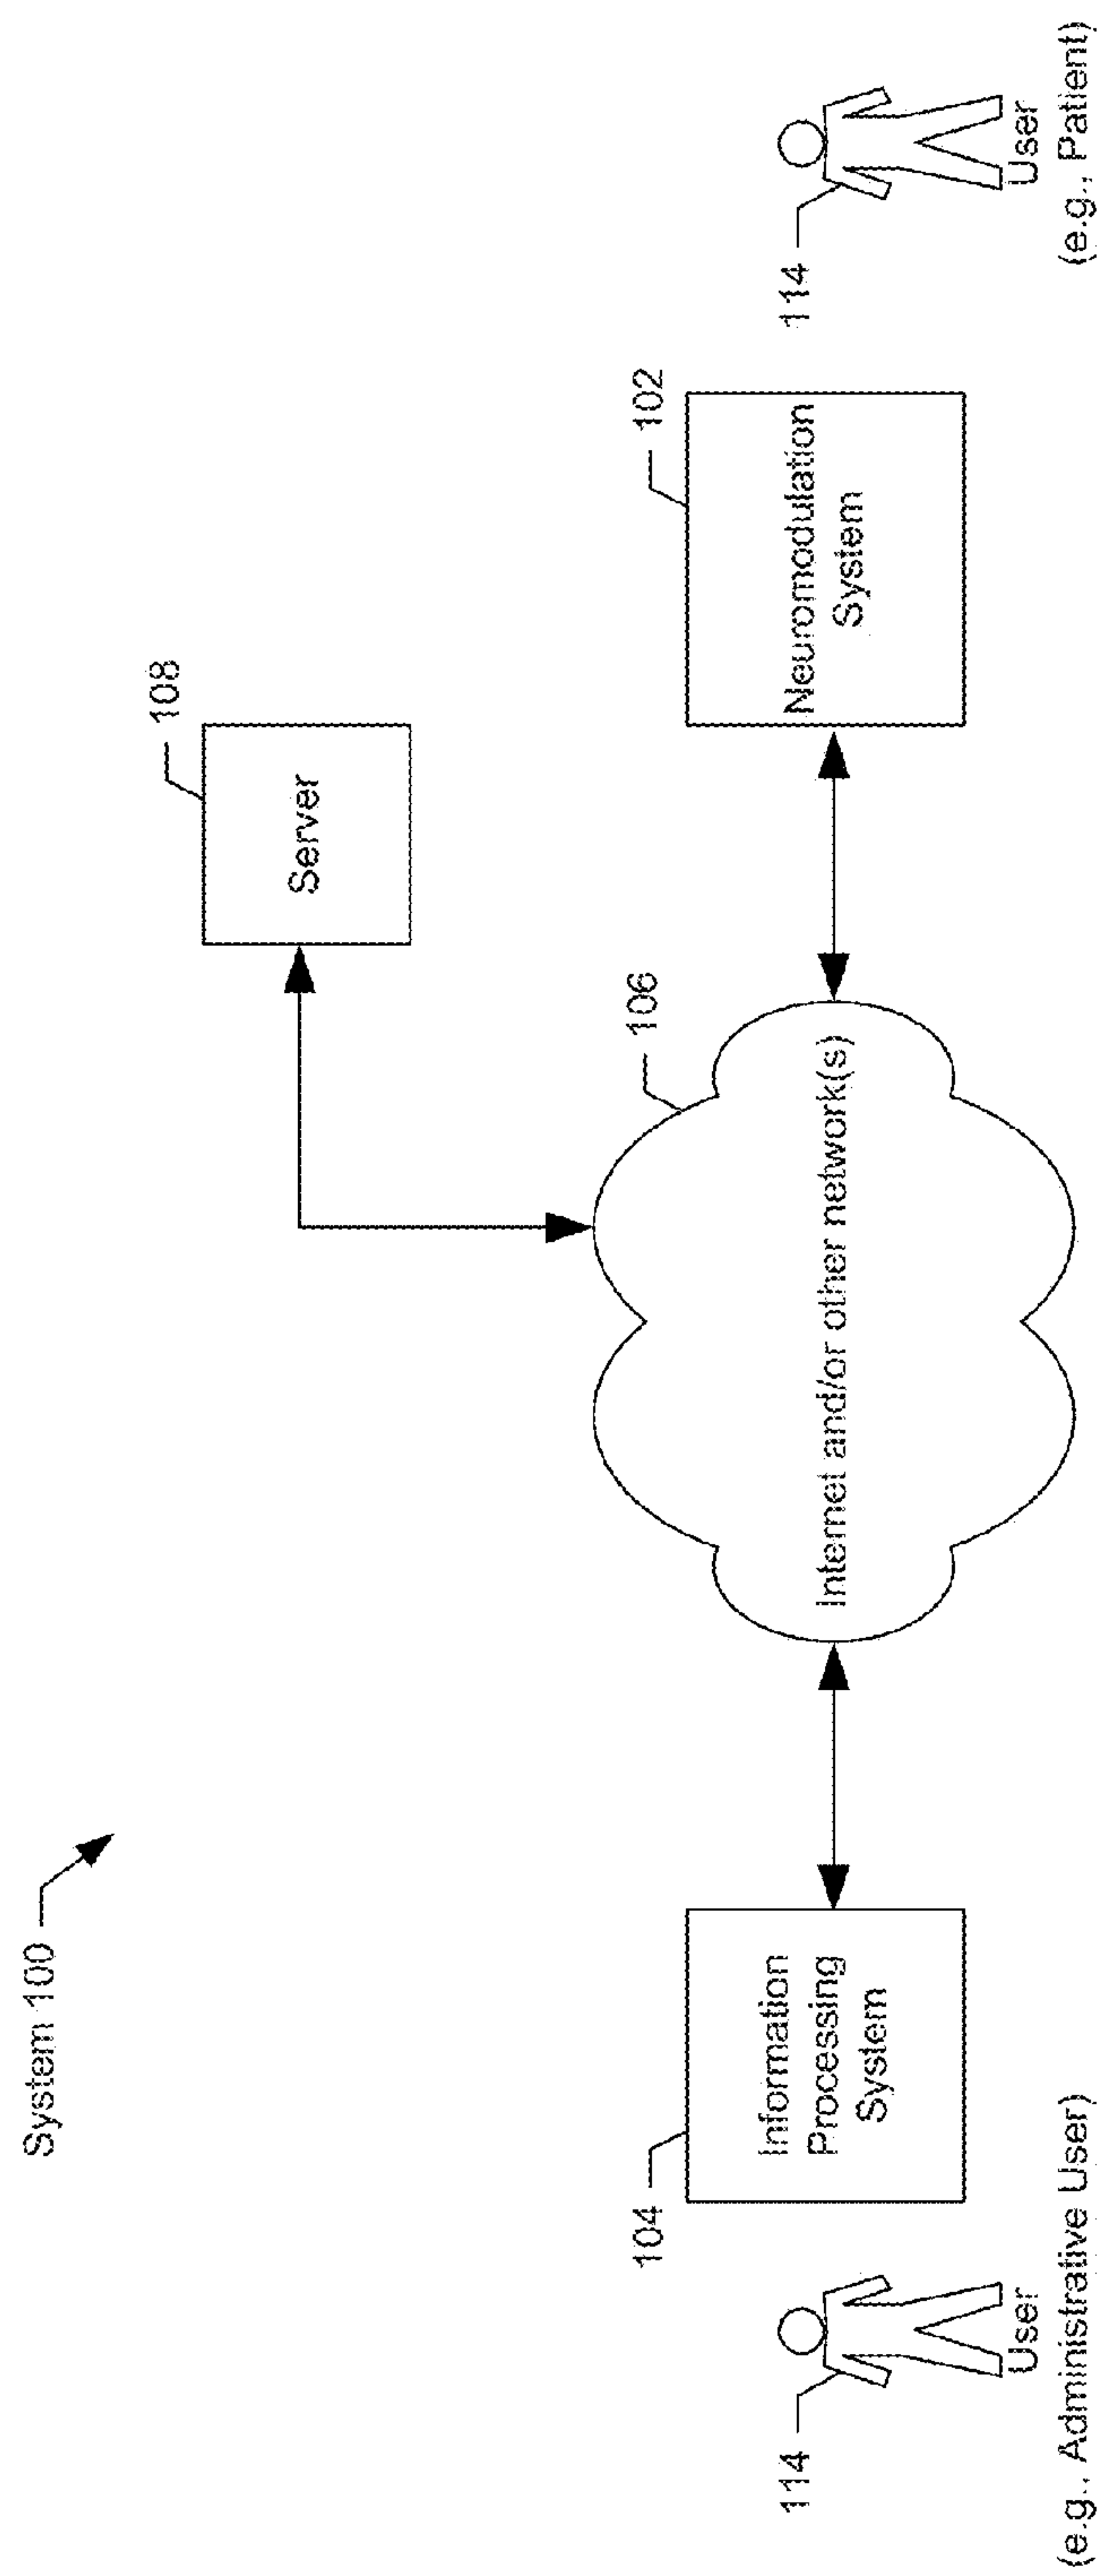 System 100
108
Server
106
Internet and/or other network(s)
104
Information
Processing
System
102
Neuromodulation
System
114
User
(e.g., Administrative User)
114
User
(e.g., Patient)